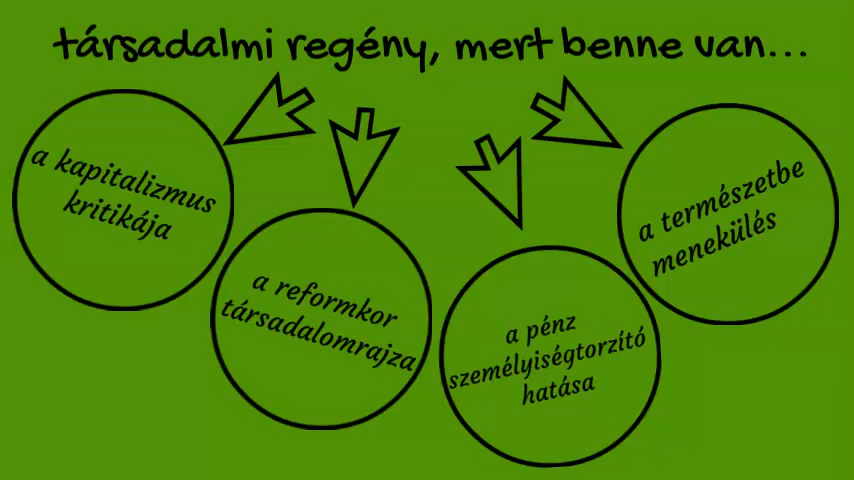 társadalmi regény, mert benne van...
a kapitalizmus
kritikája
a reformkor
társadalomrajza
a pénz
személyiségtorzító
hatása
a természetbe
menekülés